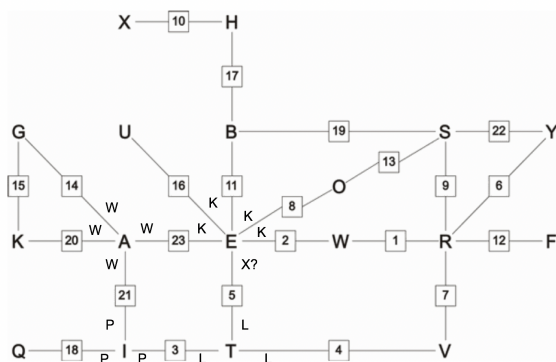 X 10 H
17
G U B 19 S 22 Y
13
15 14 16 11 O 9 6
W K K 8
K 20 W A W 23 K E K 2 W 1 R 12 F
W X?
21 5 7
P L
Q 18 P I P 3 L T L 4 V